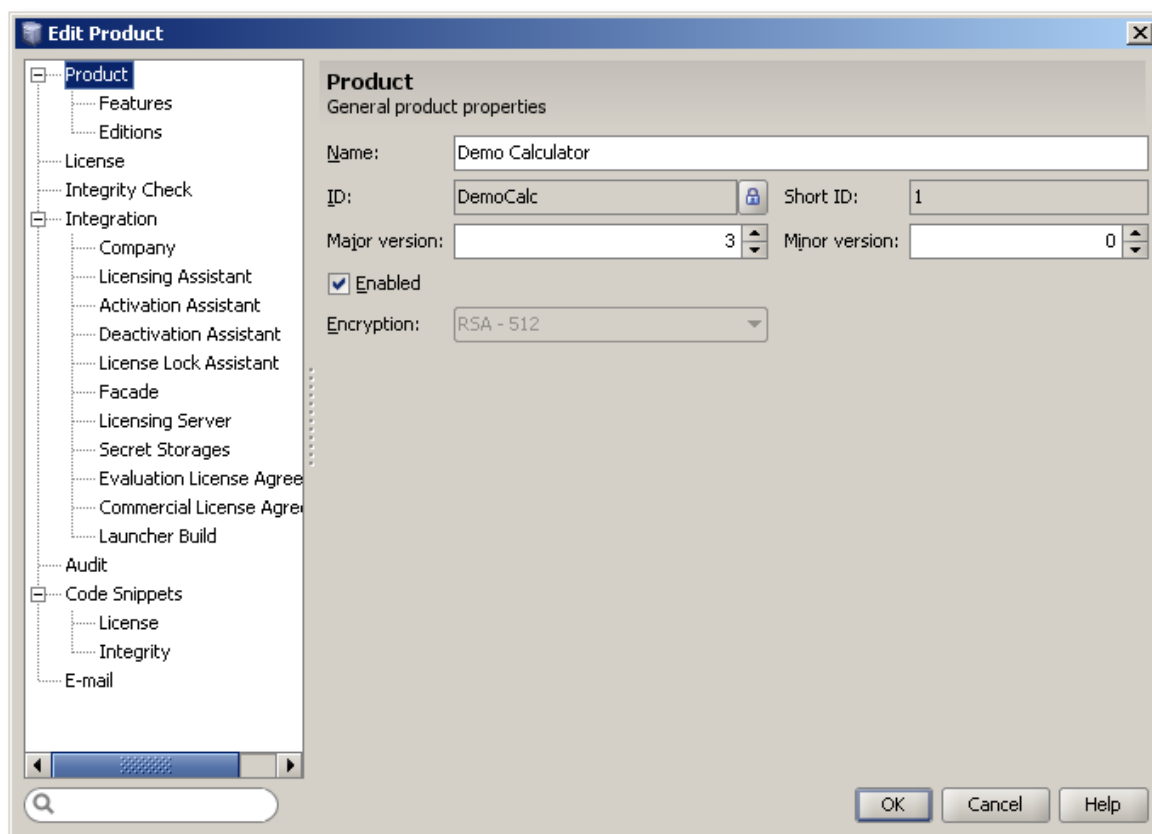 Edit Product
Product
Features
Editions
License
Integrity Check
Integration
Company
Licensing Assistant
Activation Assistant
Deactivation Assistant
License Lock Assistant
Facade
Licensing Server
Secret Storages
Evaluation License Agree
Commercial License Agre
Launcher Build
Audit
Code Snippets
License
Integrity
E-mail
Product
General product properties
Name: Demo Calculator
ID: DemoCalc Short ID: 1
Major version: 3 Minor version: 0
Enabled
Encryption: RSA - 512
OK Cancel Help